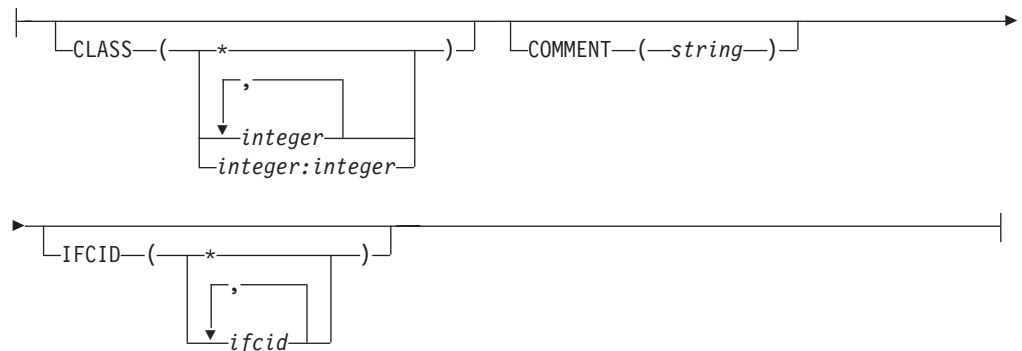 CLASS ( * )
,
integer
integer:integer
COMMENT ( string )
IFCID ( * )
,
ifcid